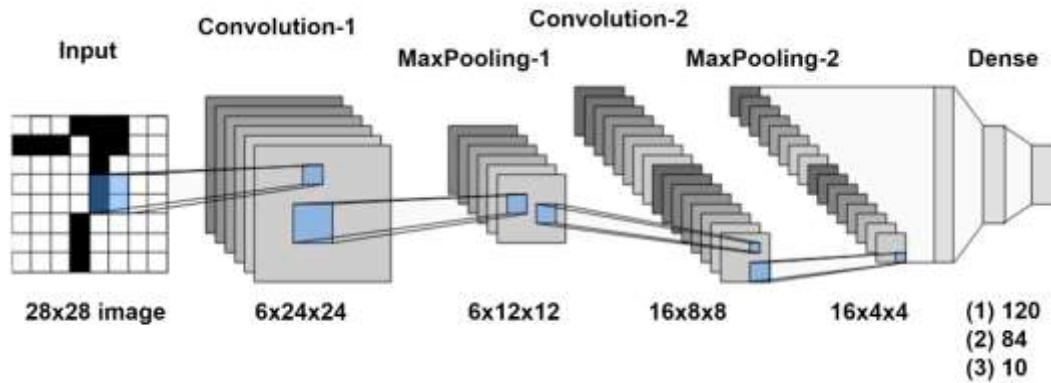 Convolution-2
Convolution-1
Input
MaxPooling-1
MaxPooling-2
Dense
28x28 image
6x24x24
6x12x12
16x8x8
16x4x4
(1) 120
(2) 84
(3) 10